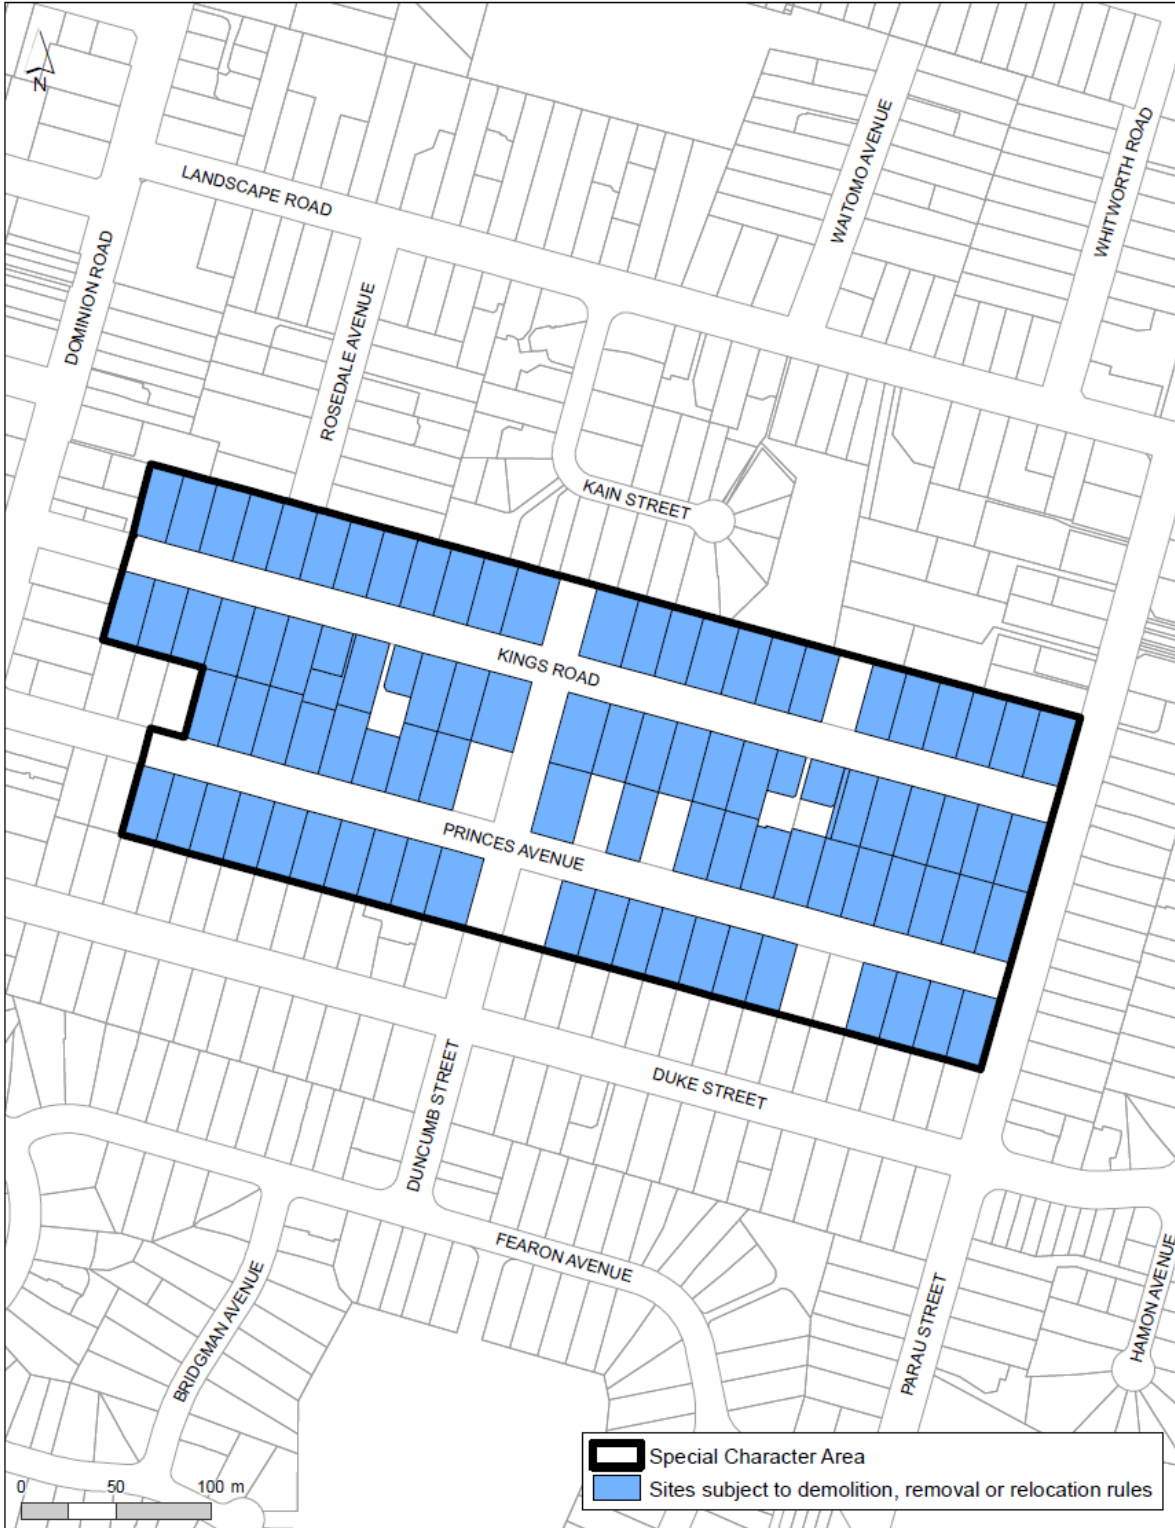 N
LANDSCAPE ROAD
WAITOMO AVENUE
WHITWORTH ROAD
DOMINION ROAD
ROSEDALE AVENUE
KAIN STREET
KINGS ROAD
PRINCES AVENUE
DUKE STREET
DUNCUMB STREET
FEARON AVENUE
BRIDGMAN AVENUE
PARAU STREET
HAMON AVENUE
Special Character Area
Sites subject to demolition, removal or relocation rules
0 50 100 m